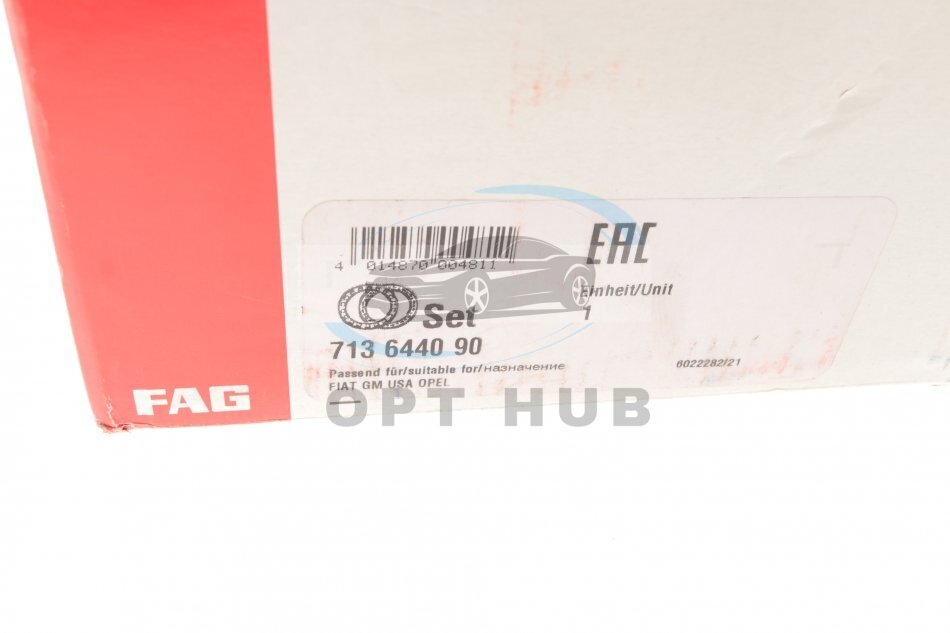 4 014870 004811
EAC
Einheit/Unit
1
Set
713 6440 90
Passend für/suitable for/назначение
FIAT GM USA OPEL
6022282/21
FAG
OPT HUB